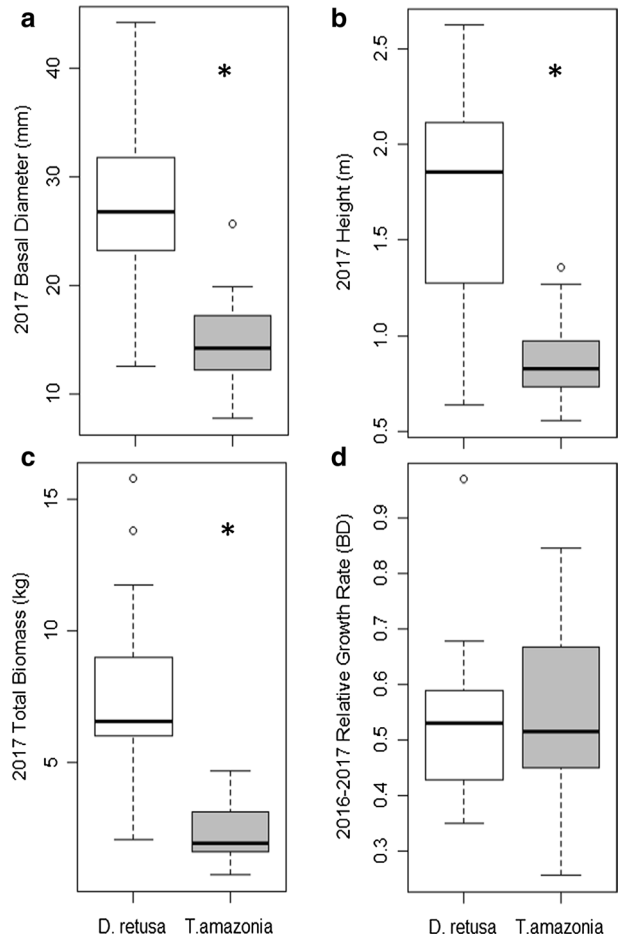 a
2017 Basal Diameter (mm)
40
30
20
10
*
b
2017 Height (m)
2.5
2.0
1.5
1.0
0.5
*
c
2017 Total Biomass (kg)
15
10
5
*
D. retusa T.amazonia
d
2016-2017 Relative Growth Rate (BD)
0.9
0.8
0.7
0.6
0.5
0.4
0.3
D. retusa T.amazonia